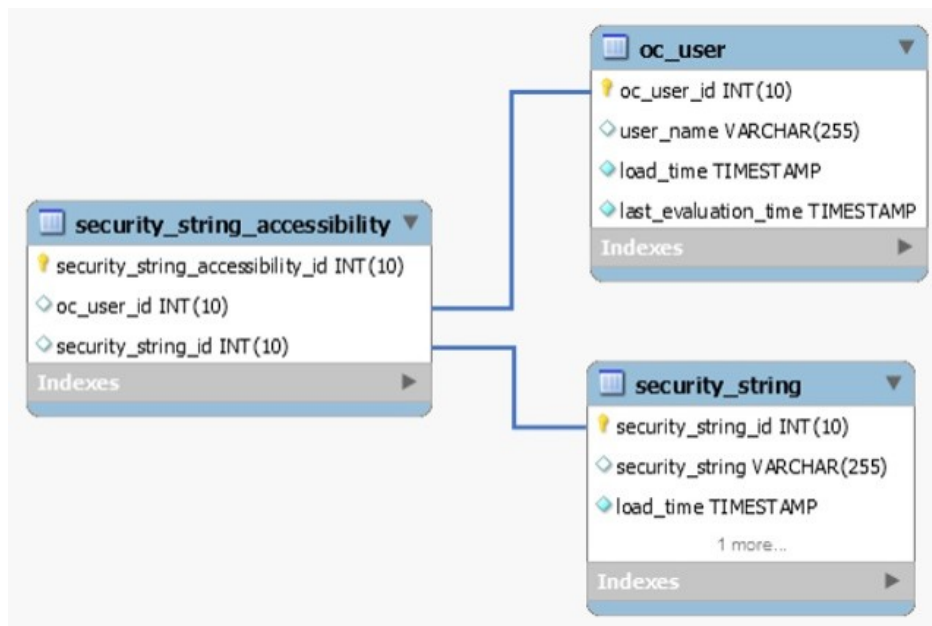 oc_user
oc_user_id INT(10)
user_name VARCHAR(255)
load_time TIMESTAMP
last_evaluation_time TIMESTAMP
Indexes
security_string_accessibility
security_string_accessibility_id INT(10)
oc_user_id INT(10)
security_string_id INT(10)
Indexes
security_string
security_string_id INT(10)
security_string VARCHAR(255)
load_time TIMESTAMP
1 more...
Indexes